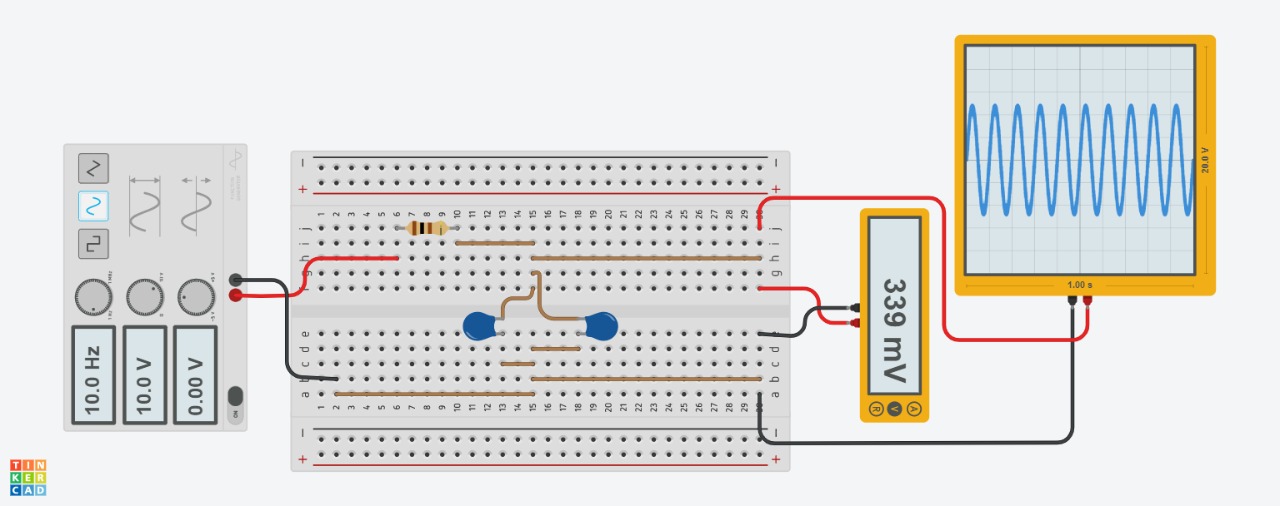 − −
+ +
1 2 3 4 5 6 7 8 9 10 11 12 13 14 15 16 17 18 19 20 21 22 23 24 25 26 27 28 29
j j
i i
h h
g g
e
d d
c c
b b
a a
1 2 3 4 5 6 7 8 9 10 11 12 13 14 15 16 17 18 19 20 21 22 23 24 25 26 27 28 29
− −
+ +
10.0 Hz
10.0 V
0.00 V
ON
339 mV
R V A
20.0 V
1.00 s
TIN
KER
CAD